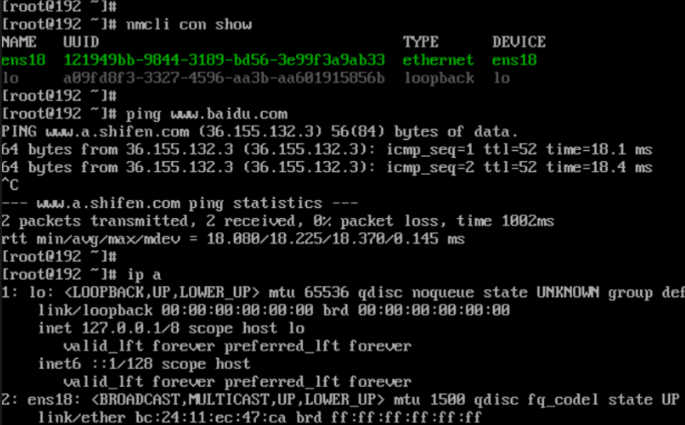 [root@192 ~]#
[root@192 ~]# nmcli con show
NAME   UUID                                  TYPE      DEVICE
ens18  121949bb-9844-3189-bd56-3e99f3a9ab33  ethernet  ens18
lo     a09fd8f3-3327-4596-aa3b-aa601915856b  loopback  lo
[root@192 ~]#
[root@192 ~]# ping www.baidu.com
PING www.a.shifen.com (36.155.132.3) 56(84) bytes of data.
64 bytes from 36.155.132.3 (36.155.132.3): icmp_seq=1 ttl=52 time=18.1 ms
64 bytes from 36.155.132.3 (36.155.132.3): icmp_seq=2 ttl=52 time=18.4 ms
^C
--- www.a.shifen.com ping statistics ---
2 packets transmitted, 2 received, 0% packet loss, time 1002ms
rtt min/avg/max/mdev = 18.080/18.225/18.370/0.145 ms
[root@192 ~]#
[root@192 ~]# ip a
1: lo: <LOOPBACK,UP,LOWER_UP> mtu 65536 qdisc noqueue state UNKNOWN group def
    link/loopback 00:00:00:00:00:00 brd 00:00:00:00:00:00
    inet 127.0.0.1/8 scope host lo
       valid_lft forever preferred_lft forever
    inet6 ::1/128 scope host
       valid_lft forever preferred_lft forever
2: ens18: <BROADCAST,MULTICAST,UP,LOWER_UP> mtu 1500 qdisc fq_codel state UP
    link/ether bc:24:11:ec:47:ca brd ff:ff:ff:ff:ff:ff